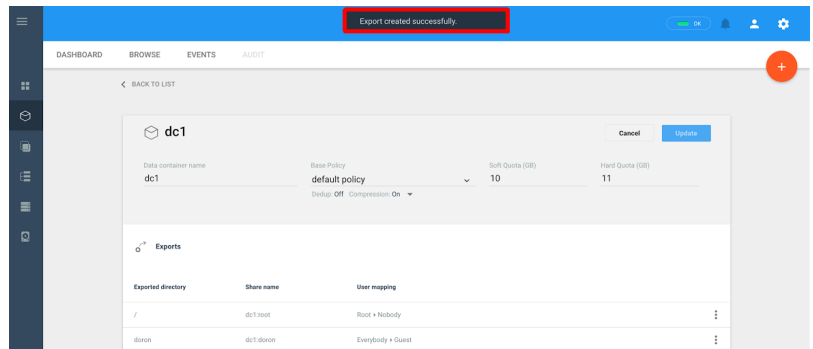 Export created successfully.
OK
DASHBOARD BROWSE EVENTS AUDIT
+
BACK TO LIST
dc1
Cancel Update
Data container name Base Policy Soft Quota (GB) Hard Quota (GB)
dc1 default policy 10 11
Dedup: Off Compression: On
Exports
Exported directory Share name User mapping
/ dc1:root Root ▸ Nobody
doron dc1:doron Everybody ▸ Guest